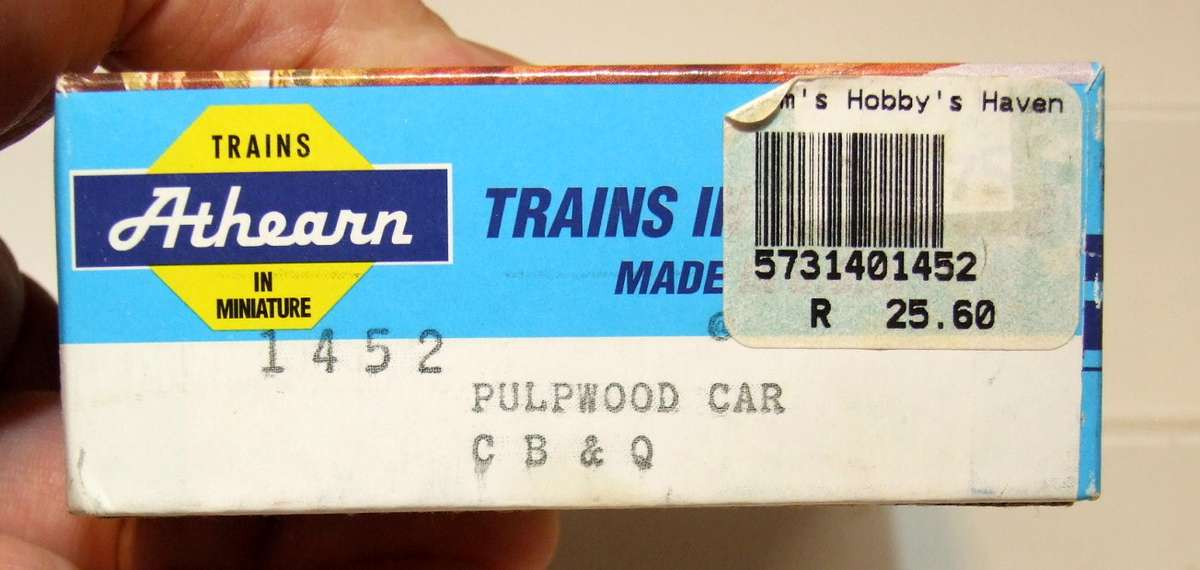 TRAINS
Athearn
IN
MINIATURE
TRAINS
MADE
©
1452
PULPWOOD CAR
C B & Q
m's Hobby's Haven
5731401452
R 25.60